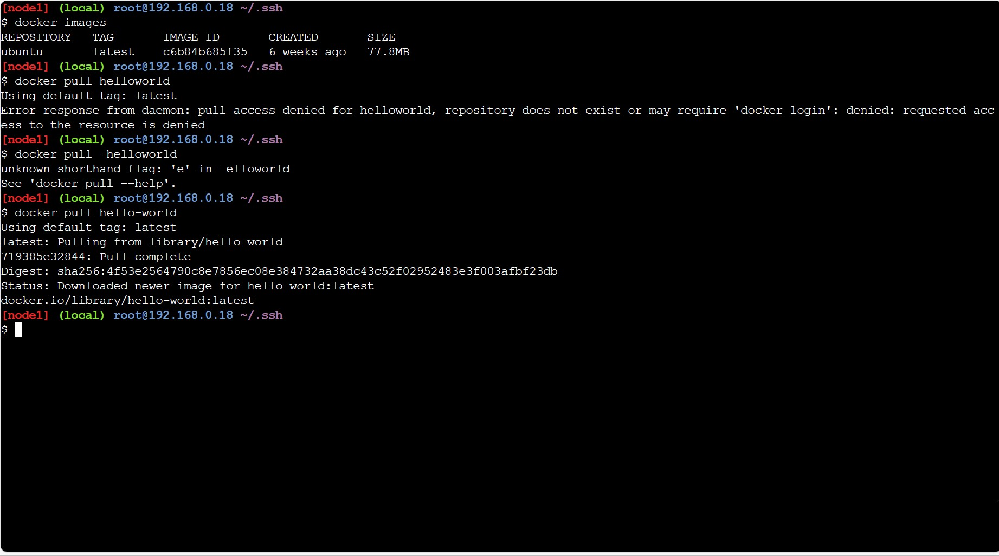 [node1] (local) root@192.168.0.18 ~/.ssh
$ docker images
REPOSITORY   TAG       IMAGE ID       CREATED       SIZE
ubuntu       latest    c6b84b685f35   6 weeks ago   77.8MB
[node1] (local) root@192.168.0.18 ~/.ssh
$ docker pull helloworld
Using default tag: latest
Error response from daemon: pull access denied for helloworld, repository does not exist or may require 'docker login': denied: requested acc
ess to the resource is denied
[node1] (local) root@192.168.0.18 ~/.ssh
$ docker pull -helloworld
unknown shorthand flag: 'e' in -elloworld
See 'docker pull --help'.
[node1] (local) root@192.168.0.18 ~/.ssh
$ docker pull hello-world
Using default tag: latest
latest: Pulling from library/hello-world
719385e32844: Pull complete
Digest: sha256:4f53e2564790c8e7856ec08e384732aa38dc43c52f02952483e3f003afbf23db
Status: Downloaded newer image for hello-world:latest
docker.io/library/hello-world:latest
[node1] (local) root@192.168.0.18 ~/.ssh
$